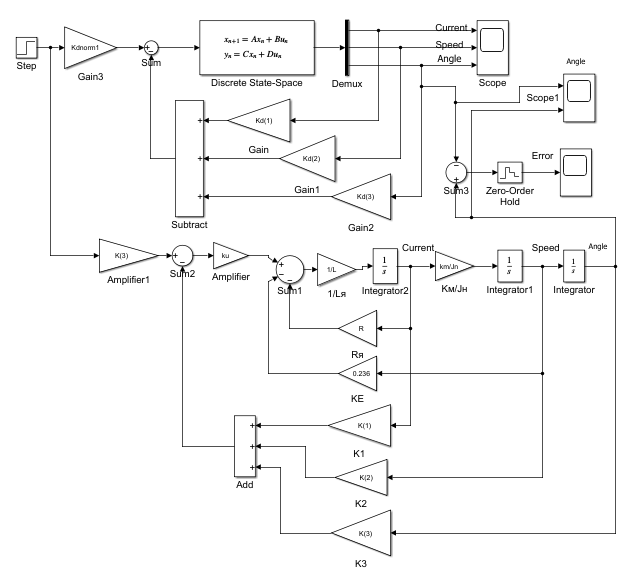 Step
Kdnorm1
Gain3
+
−
Sum
xₙ₊₁ = Axₙ + Buₙ
yₙ = Cxₙ + Duₙ
Discrete State-Space
Demux
Current
Speed
Angle
Scope
Angle
Scope1
+
+
+
Subtract
Kd(1)
Gain
Kd(2)
Gain1
Kd(3)
Gain2
−
+
Sum3
Zero-Order
Hold
Error
K(3)
Amplifier1
+
−
Sum2
ku
Amplifier
+
−
−
Sum1
1/L
1/Lя
1
s
Integrator2
Current
km/Jn
Kм/Jн
1
s
Integrator1
Speed
1
s
Integrator
Angle
R
Rя
0.236
KE
+
+
+
Add
K(1)
K1
K(2)
K2
K(3)
K3